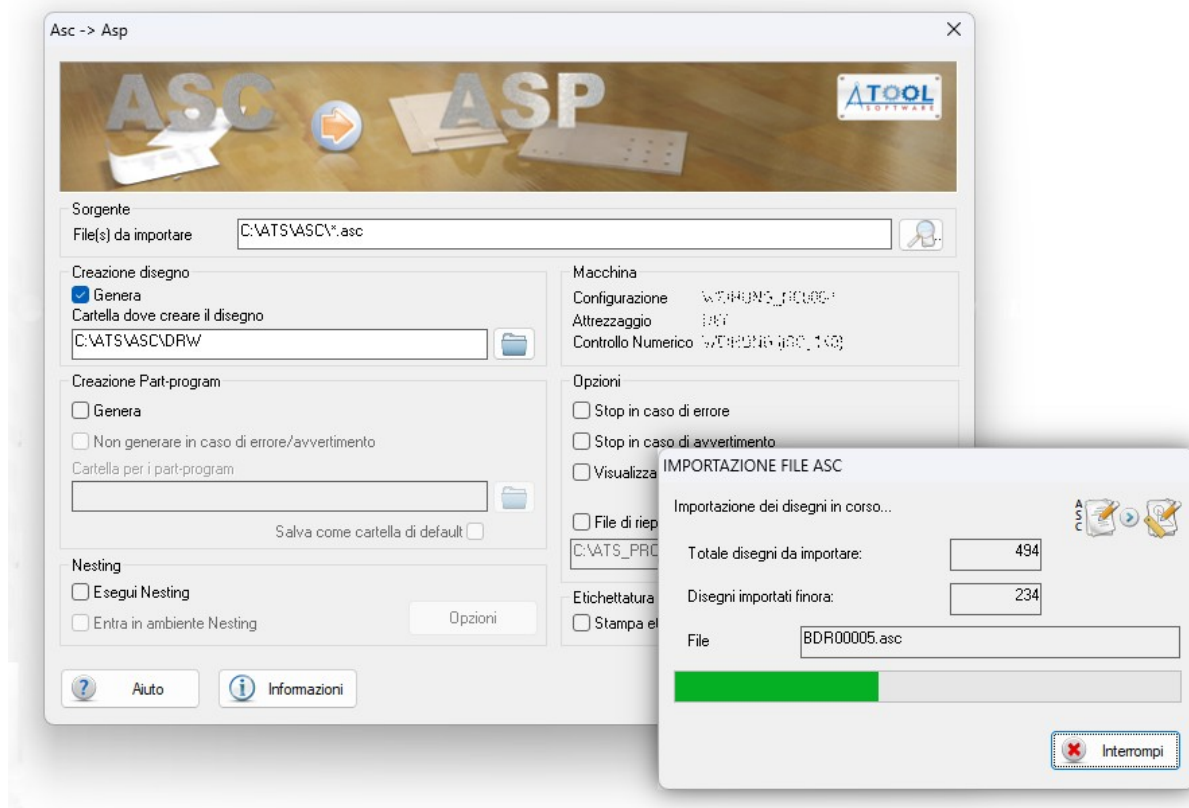 Asc -> Asp
ASC ASP
ATOOL
SOFTWARE
Sorgente
File(s) da importare C:\ATS\ASC\*.asc
Creazione disegno
Genera
Cartella dove creare il disegno
C:\ATS\ASC\DRW
Macchina
Configurazione
Attrezzaggio
Controllo Numerico
Creazione Part-program
Genera
Non generare in caso di errore/avvertimento
Cartella per i part-program
Salva come cartella di default
Opzioni
Stop in caso di errore
Stop in caso di avvertimento
Visualizza
File di riep
C:\ATS_PRO
Nesting
Esegui Nesting
Entra in ambiente Nesting
Opzioni
Etichettatura
Stampa et
Aiuto
Informazioni
IMPORTAZIONE FILE ASC
Importazione dei disegni in corso...
ASC
Totale disegni da importare: 494
Disegni importati finora: 234
File BDR00005.asc
Interrompi